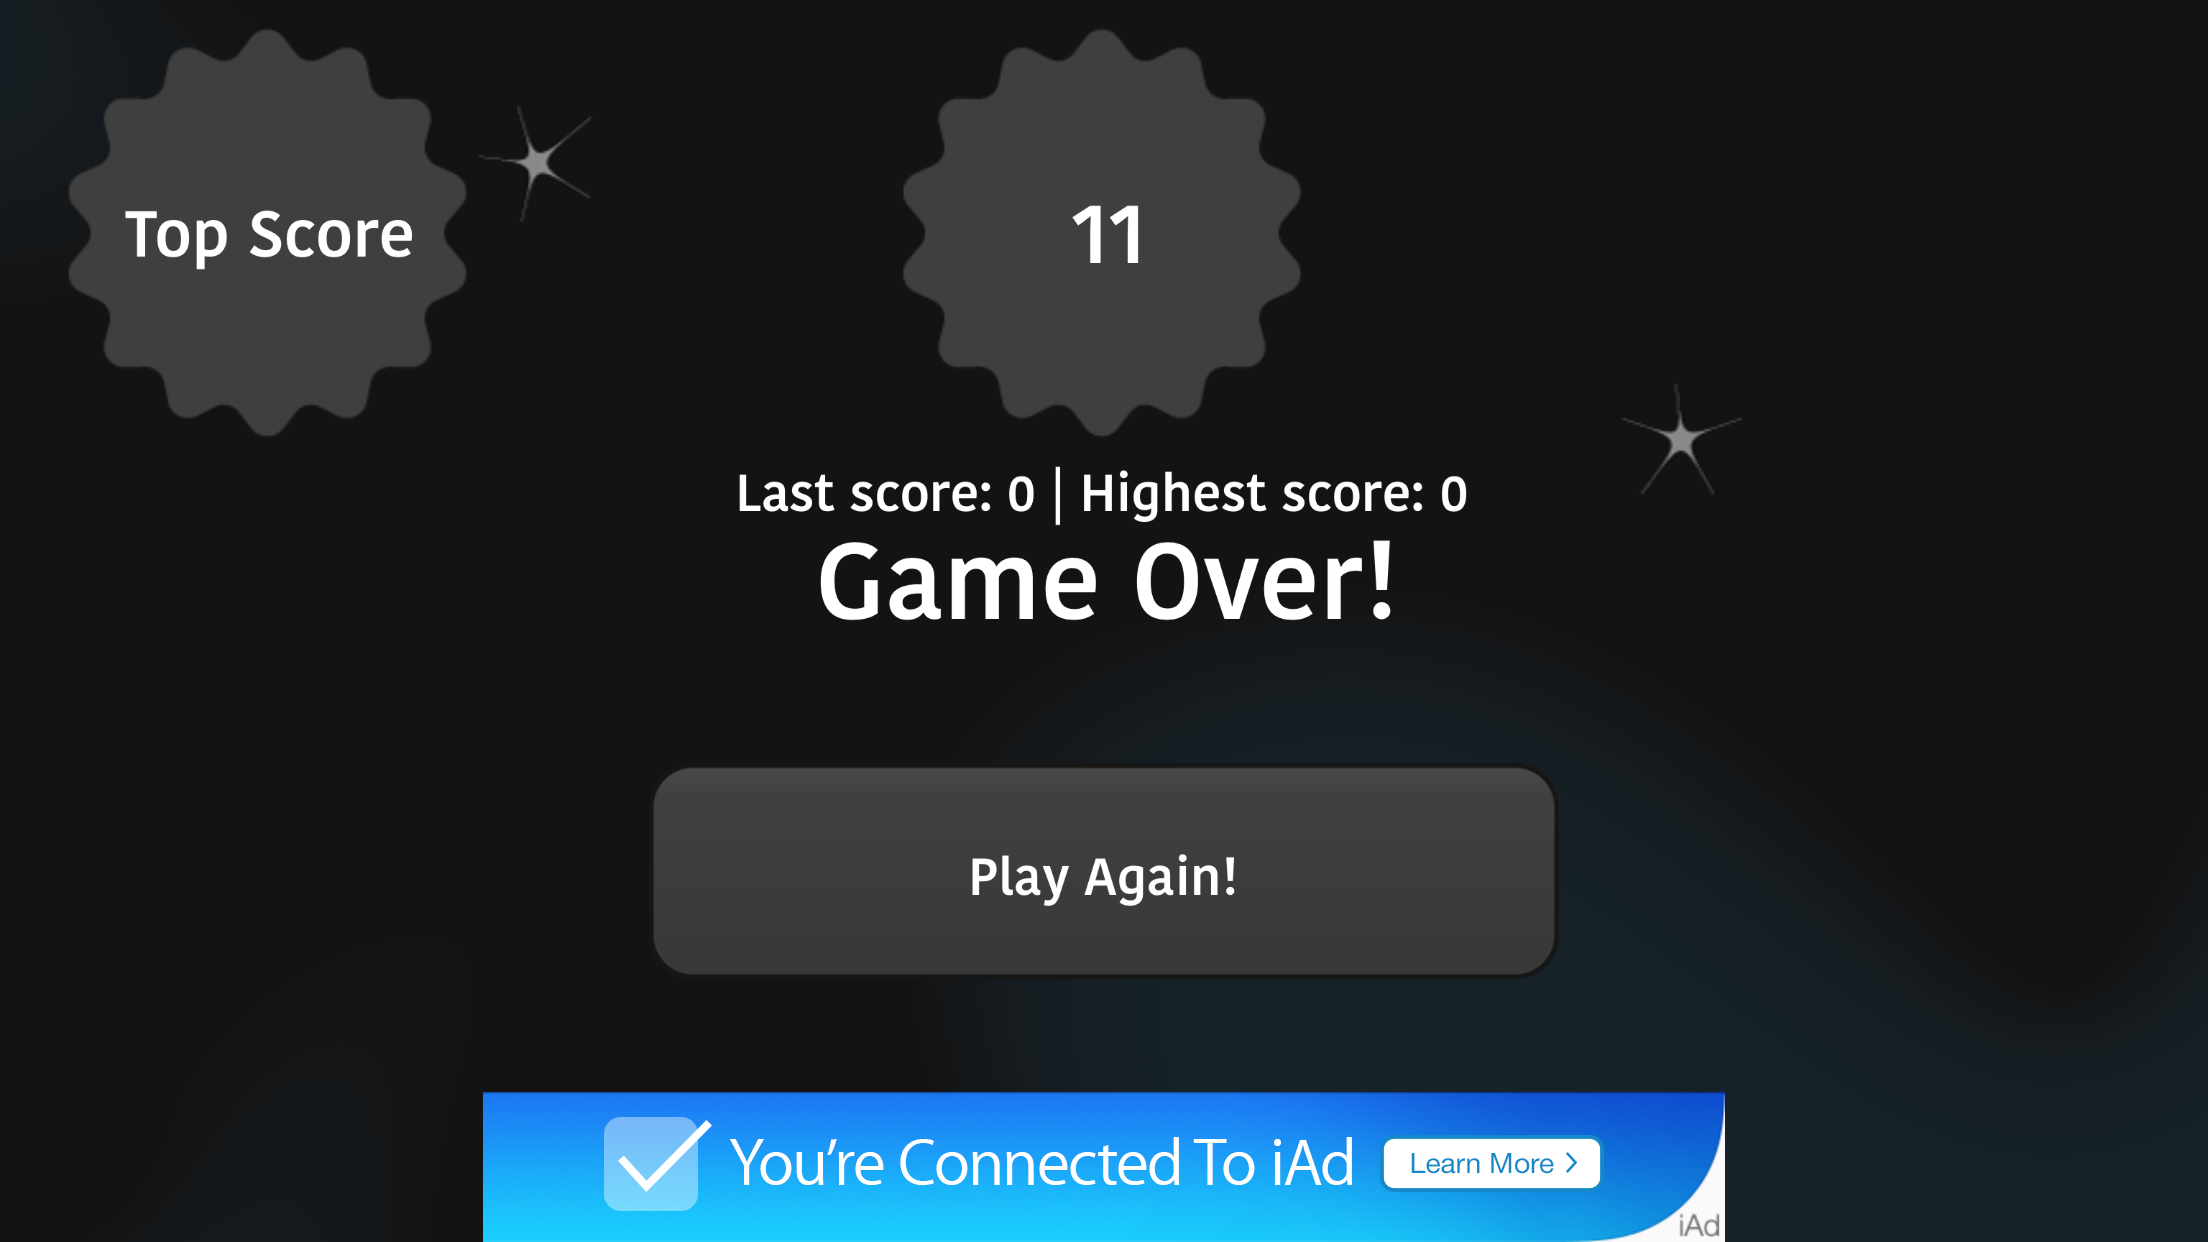 Top Score
11
Last score: 0 | Highest score: 0
Game Over!
Play Again!
You're Connected To iAd
Learn More >
iAd